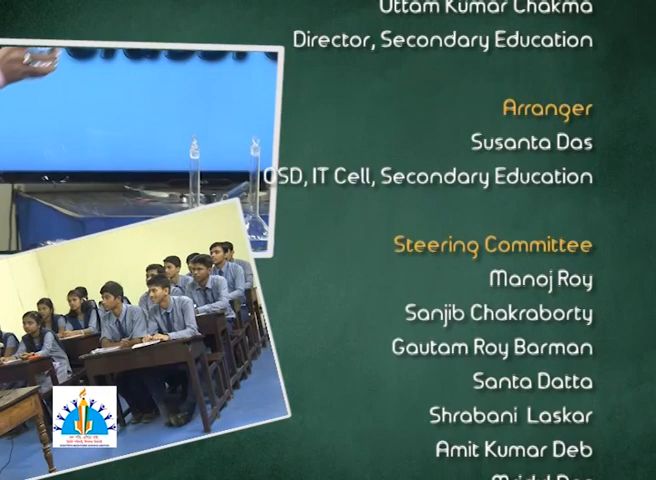 Uttam Kumar Chakma
Director, Secondary Education
Arranger
Susanta Das
OSD, IT Cell, Secondary Education
Steering Committee
Manoj Roy
Sanjib Chakraborty
Gautam Roy Barman
Santa Datta
Shrabani Laskar
Amit Kumar Deb